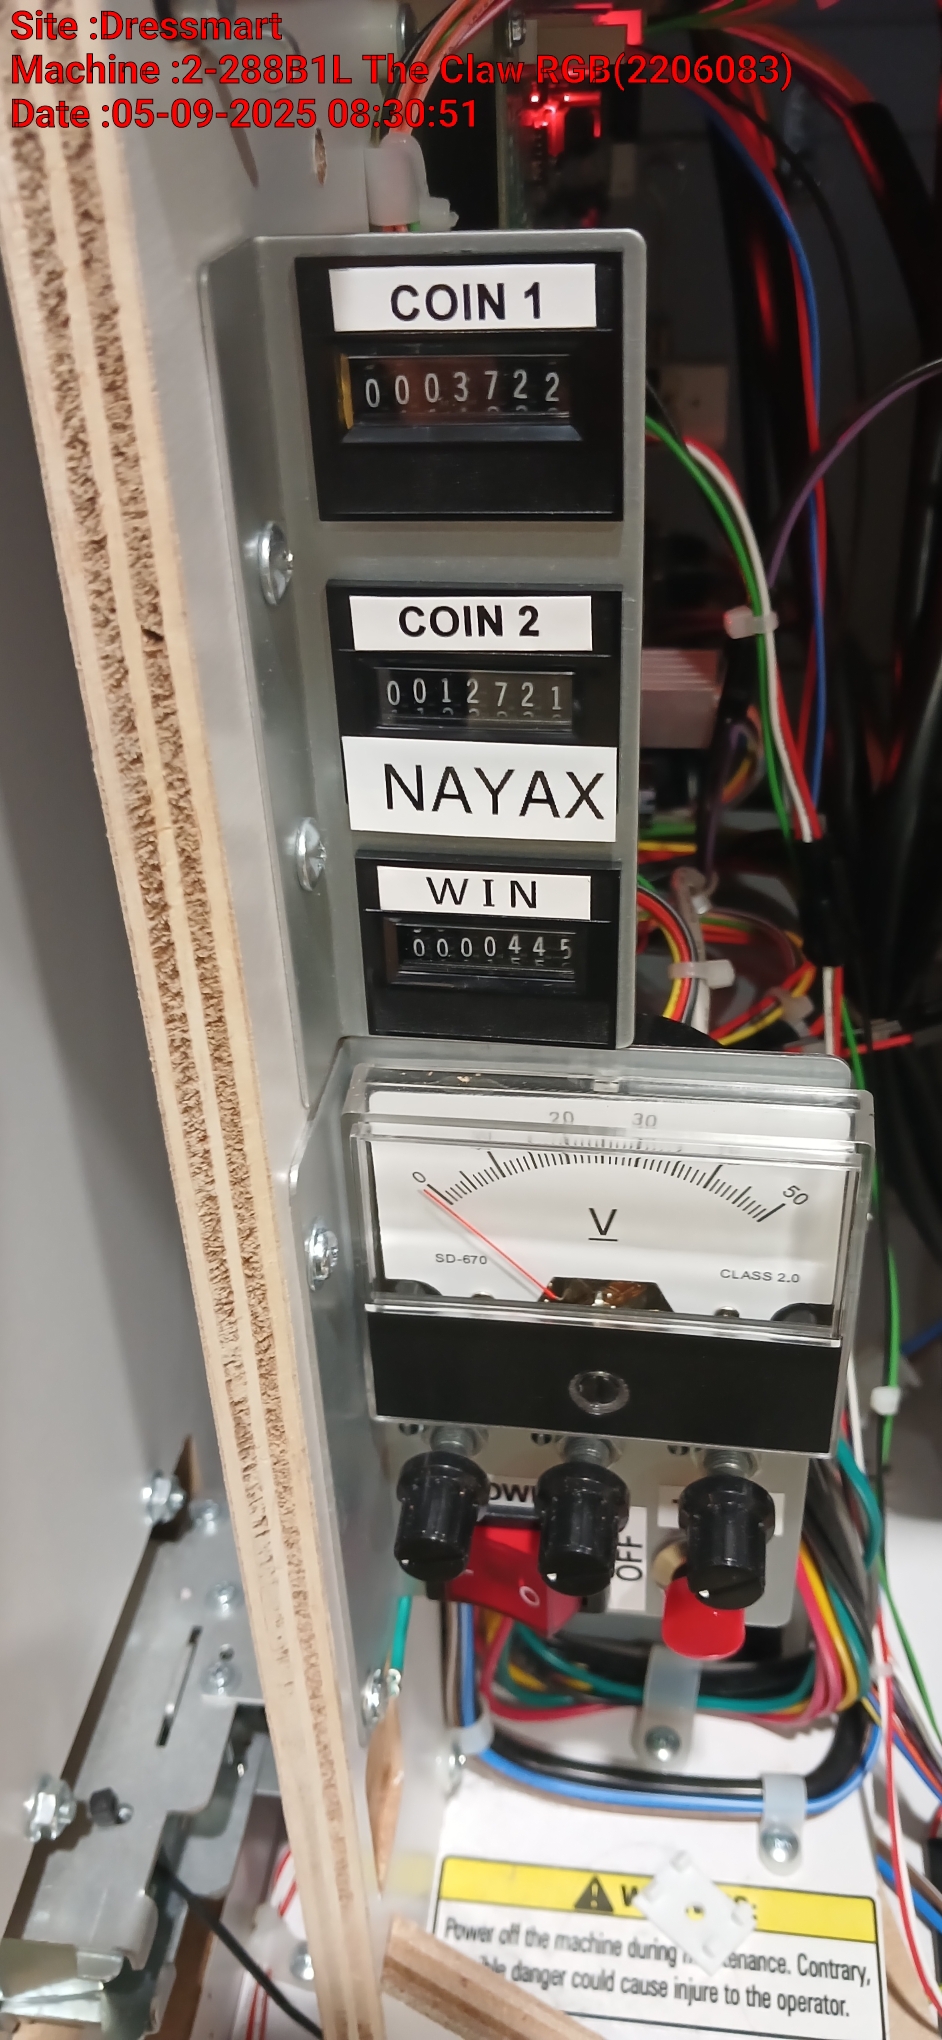 Site :Dressmart
Machine :2-288B1L The Claw RGB(2206083)
Date :05-09-2025 08:30:51
COIN 1
0003722
COIN 2
0012721
NAYAX
WIN
0000445
20 30
0 50
V
SD-670 CLASS 2.0
OFF
Power off the machine during
Contrary,
danger could cause injure to the operator.